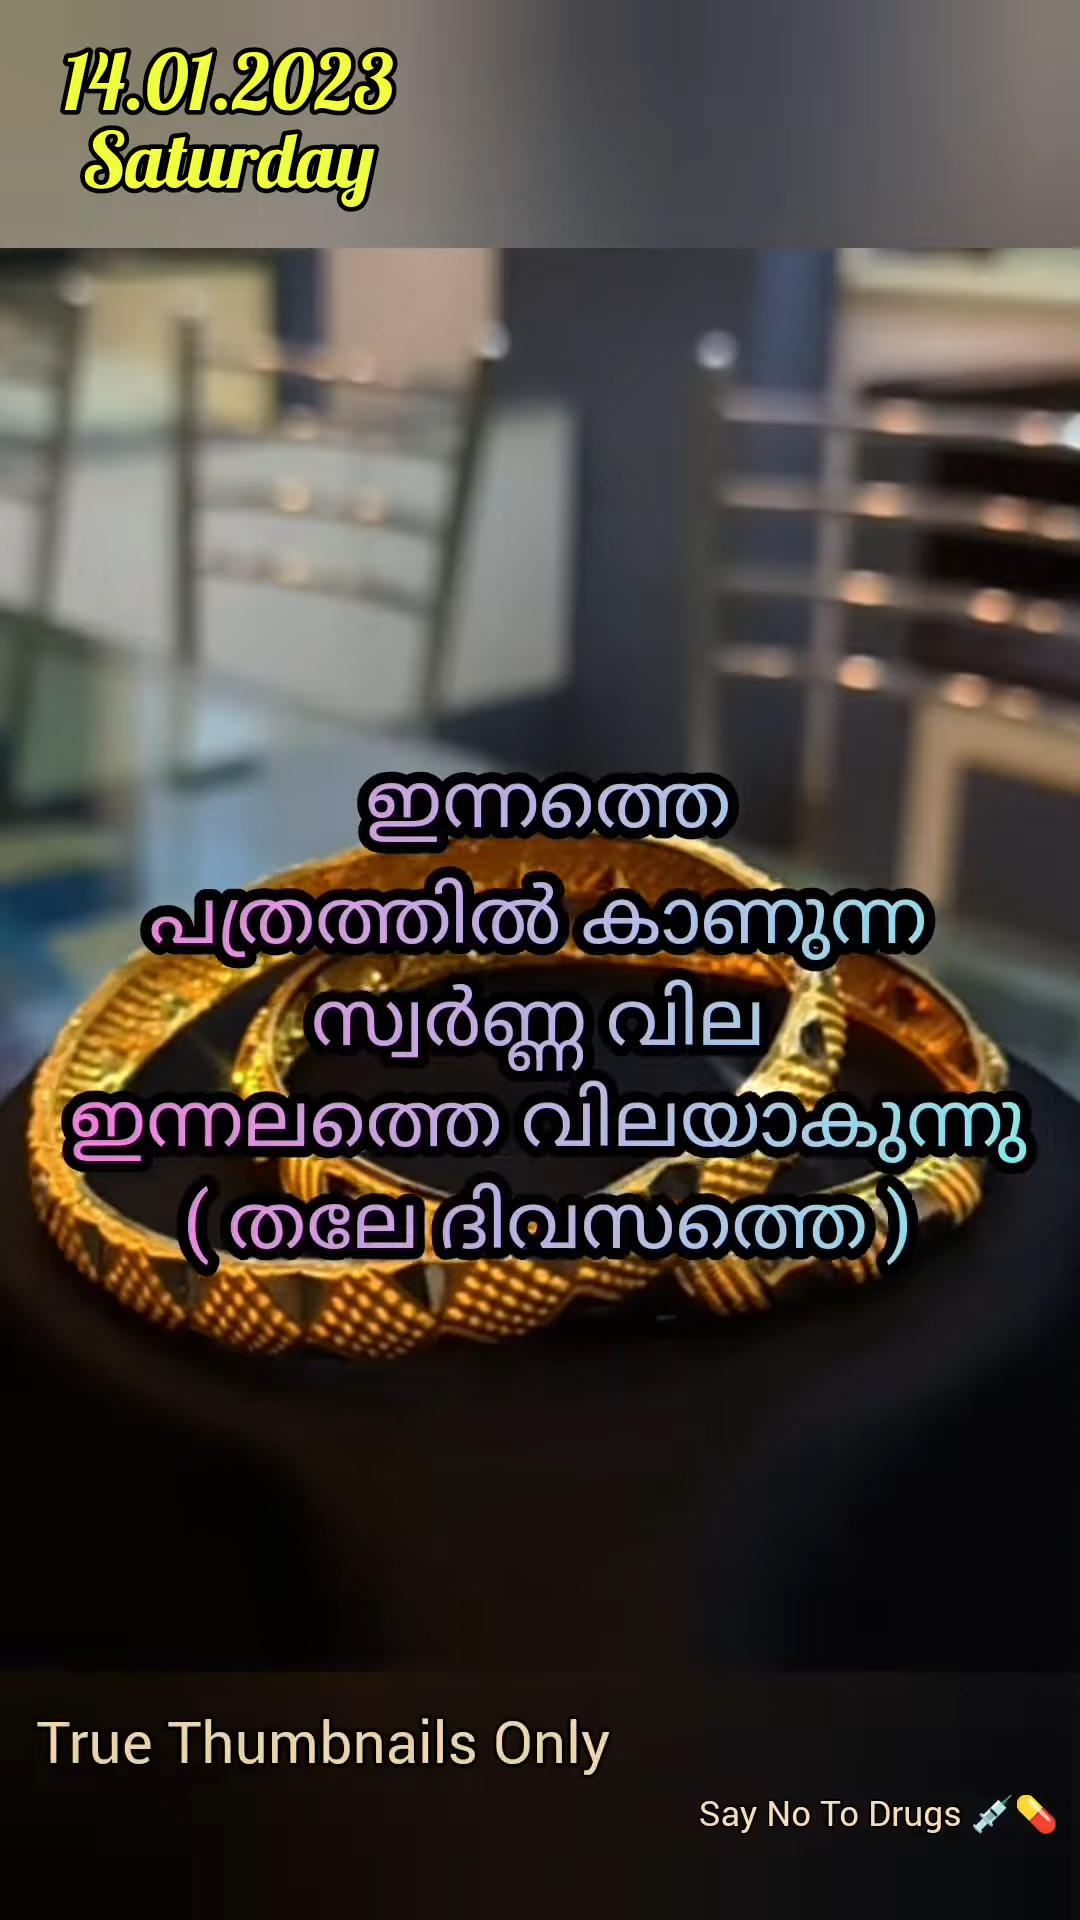 14.01.2023
Saturday
ഇന്നത്തെ
പത്രത്തിൽ കാണുന്ന
സ്വർണ്ണ വില
ഇന്നലത്തെ വിലയാകുന്നു
( തലേ ദിവസത്തെ )
True Thumbnails Only
Say No To Drugs 💉💊